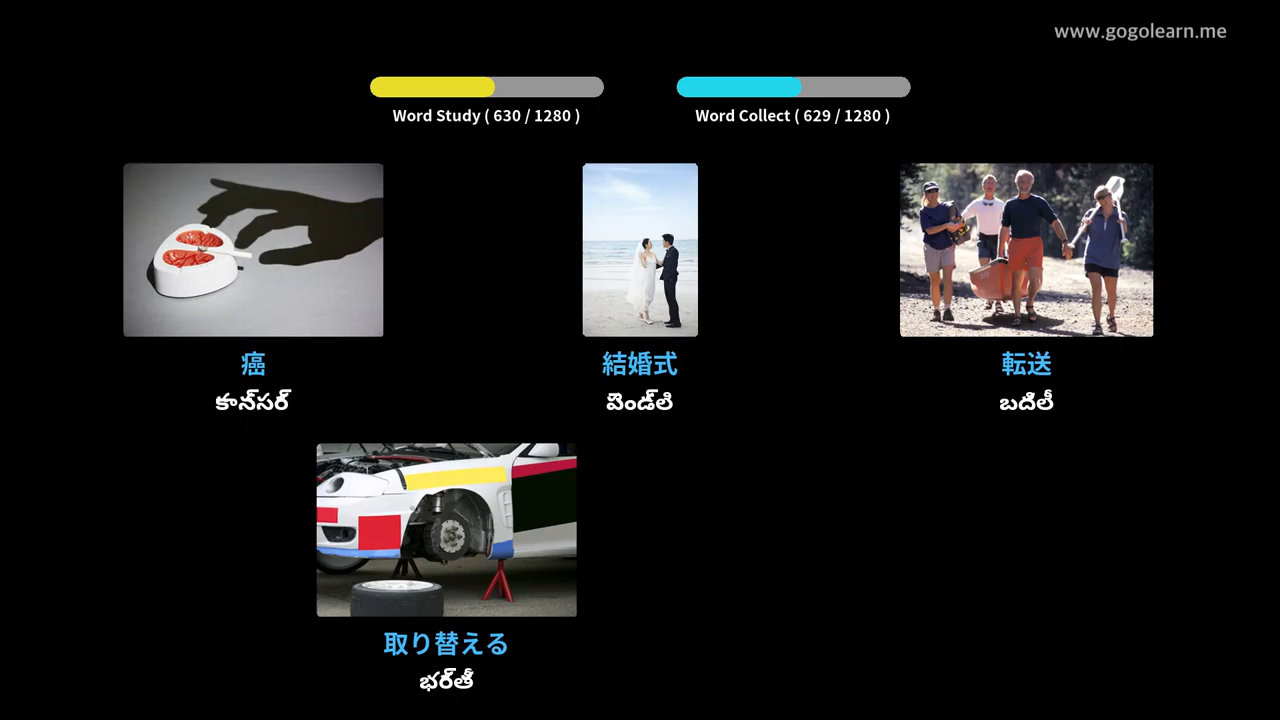 www.gogolearn.me
Word Study ( 630 / 1280 )
Word Collect ( 629 / 1280 )
癌
కాన్‌సర్
結婚式
వెండ్‌లి
転送
బదిలీ
取り替える
భర్‌తీ